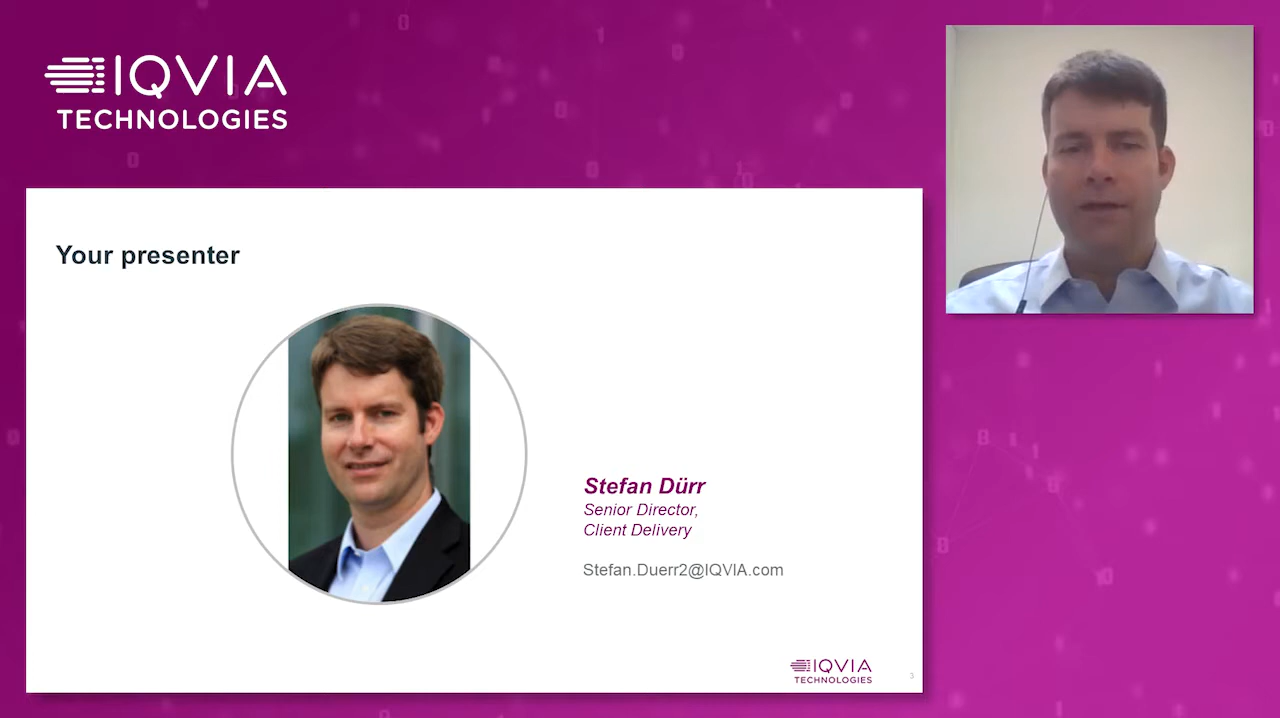 IQVIA
TECHNOLOGIES
Your presenter
Stefan Dürr
Senior Director,
Client Delivery
Stefan.Duerr2@IQVIA.com
IQVIA
TECHNOLOGIES
3